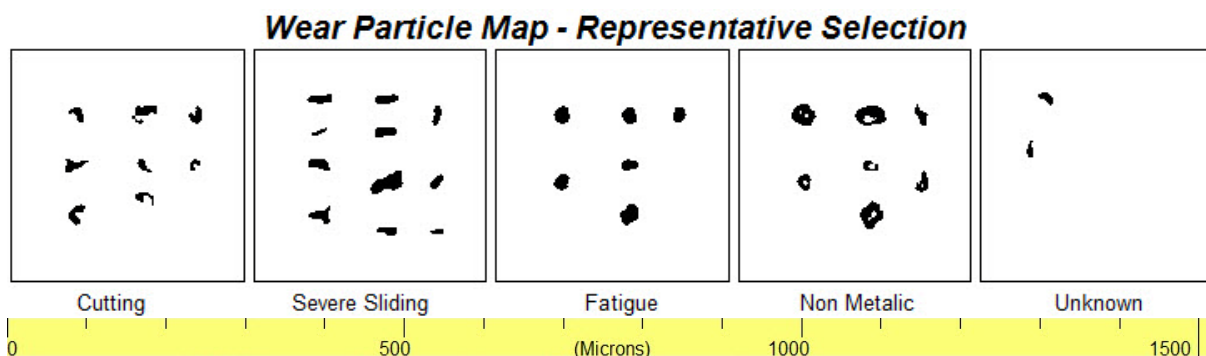 Wear Particle Map - Representative Selection
Cutting Severe Sliding Fatigue Non Metalic Unknown
0 500 (Microns) 1000 1500